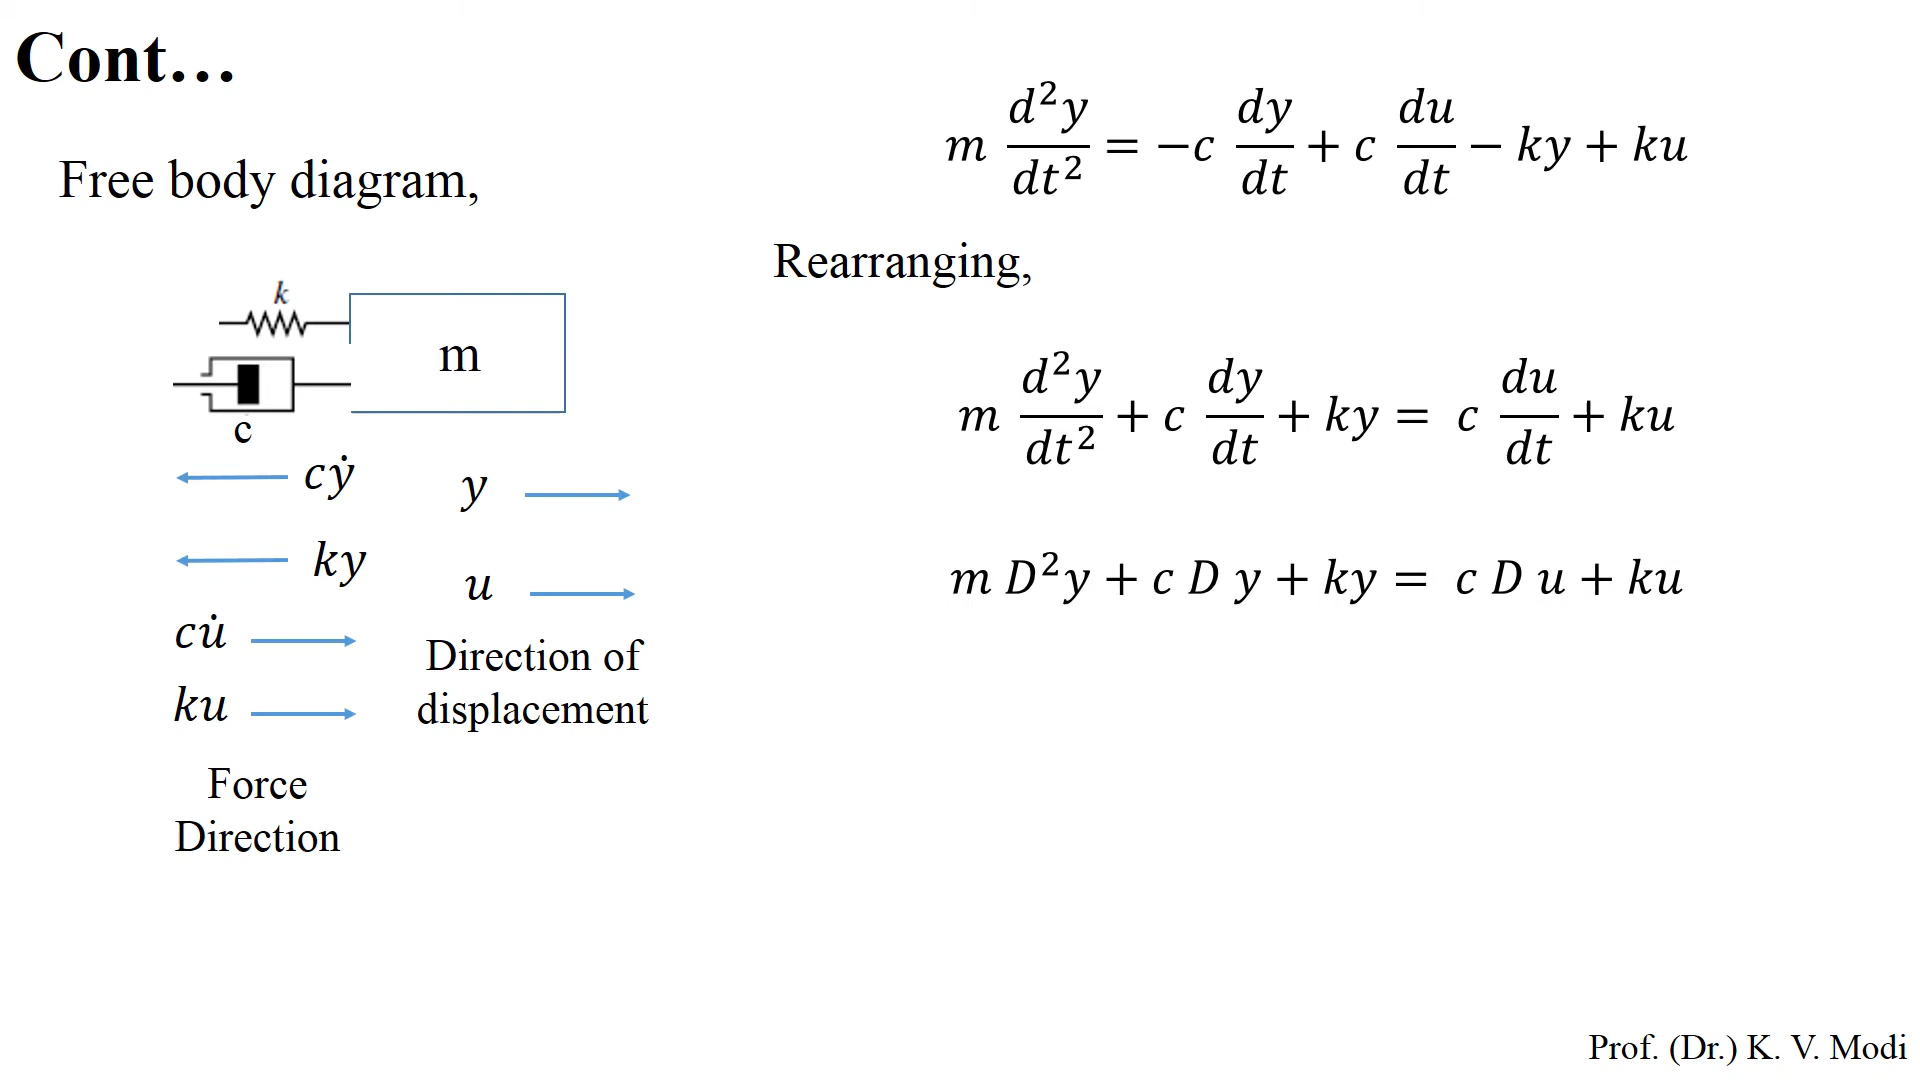 Cont…
Free body diagram,
k
m
c
cẏ
ky
cu̇
ku
Force
Direction
y
u
Direction of
displacement
m d²y/dt² = −c dy/dt + c du/dt − ky + ku
Rearranging,
m d²y/dt² + c dy/dt + ky = c du/dt + ku
m D²y + c D y + ky = c D u + ku
Prof. (Dr.) K. V. Modi